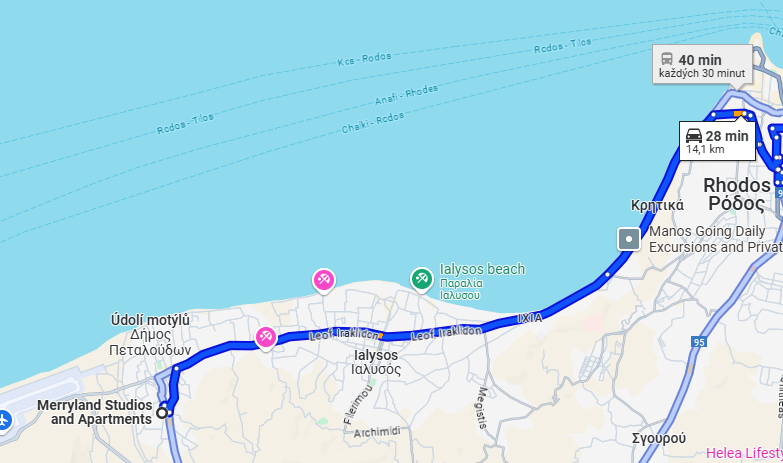 40 min
každých 30 minut
Kos - Rodos
Rodos - Tilos
Anafi - Rhodes
Rodos - Tilos
Chalki - Rodos
28 min
14,1 km
Rhodos
Ρόδος
Κρητικά
Manos Going Daily
Excursions and Privat
Ialysos beach
Παραλία
Ιαλυσου
95
IXIA
Údolí motýlů
Δήμος
Πεταλούδων
Leof. Iraklidon
Leof. Iraklidon
Ialysos
Ιαλυσός
95
Merryland Studios
and Apartments
Filerimou
Megistis
Archimidi
Σγουρού
Helea Lifesty